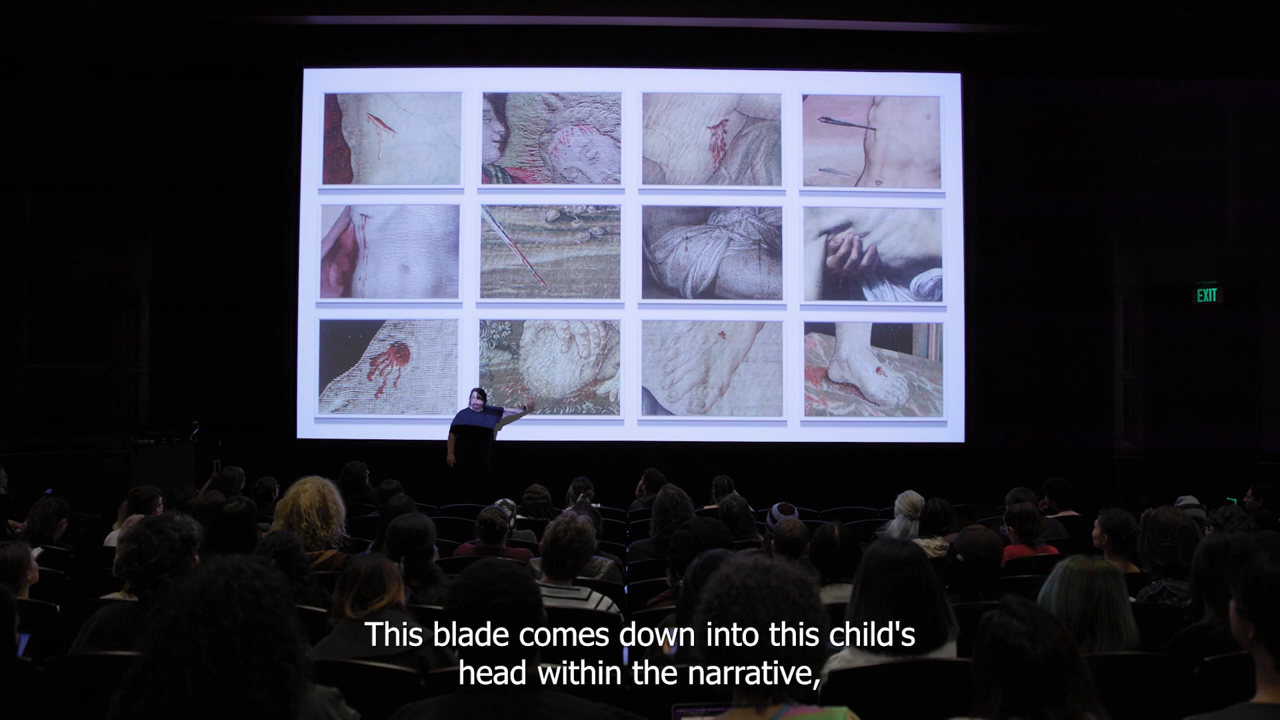 EXIT
This blade comes down into this child's
head within the narrative,